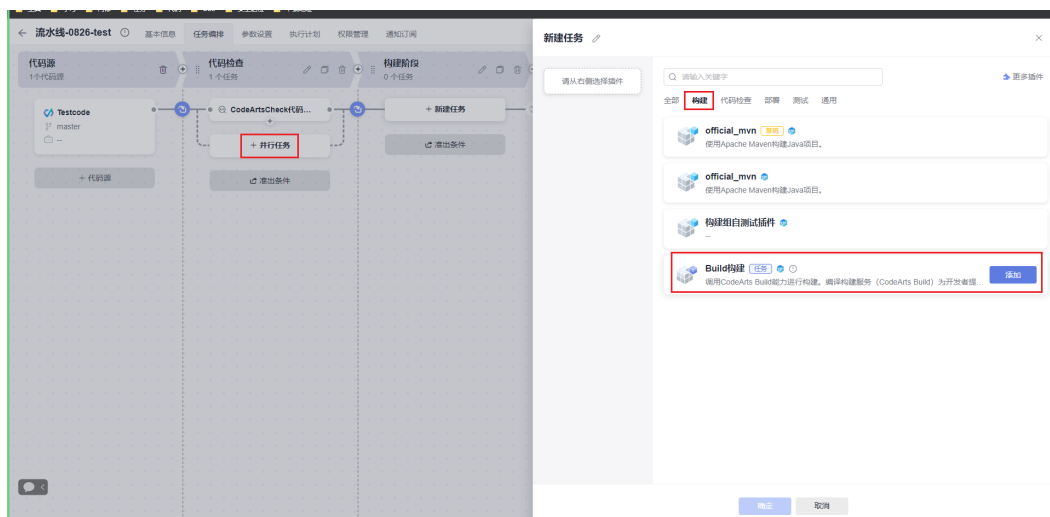 流水线-0826-test
基本信息
任务编排
参数设置
执行计划
权限管理
通知订阅
代码源
1个代码源
代码检查
1 个任务
构建阶段
0 个任务
Testcode
master
--
+ 代码源
CodeArtsCheck代码...
+ 并行任务
准出条件
+ 新建任务
准出条件
新建任务
请从右侧选择插件
请输入关键字
更多插件
全部 构建 代码检查 部署 测试 通用
official_mvn
使用Apache Maven构建Java项目。
official_mvn
使用Apache Maven构建Java项目。
构建组自测试插件
--
Build构建 任务
调用CodeArts Build能力进行构建。编译构建服务（CodeArts Build）为开发者提...
添加
确定
取消